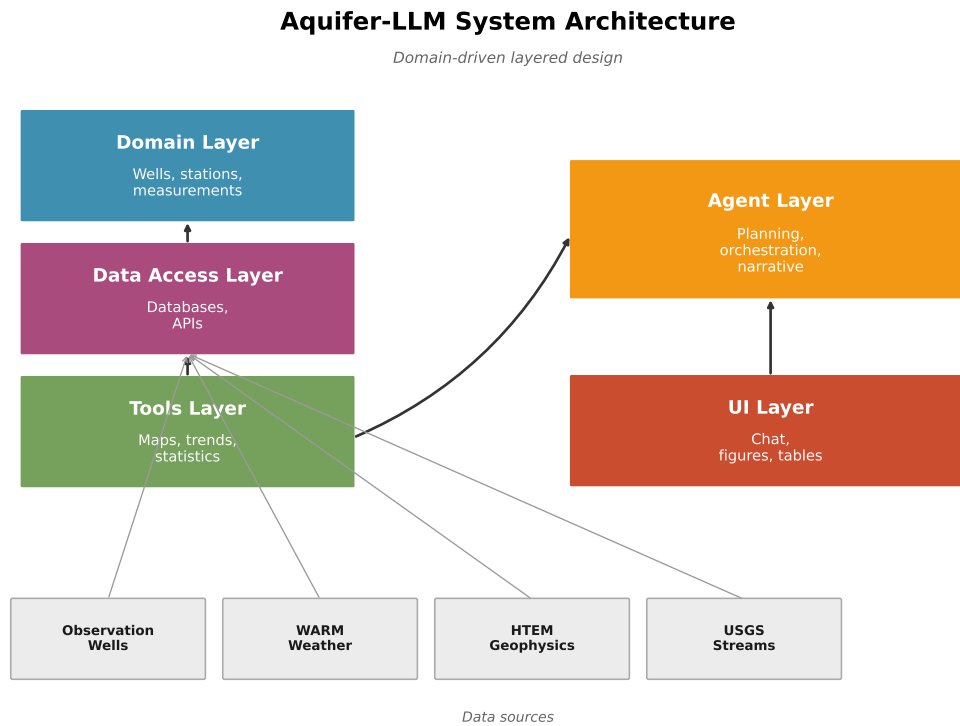 Aquifer-LLM System Architecture
Domain-driven layered design
Domain Layer
Wells, stations,
measurements
Data Access Layer
Databases,
APIs
Tools Layer
Maps, trends,
statistics
Agent Layer
Planning,
orchestration,
narrative
UI Layer
Chat,
figures, tables
Observation
Wells
WARM
Weather
HTEM
Geophysics
USGS
Streams
Data sources